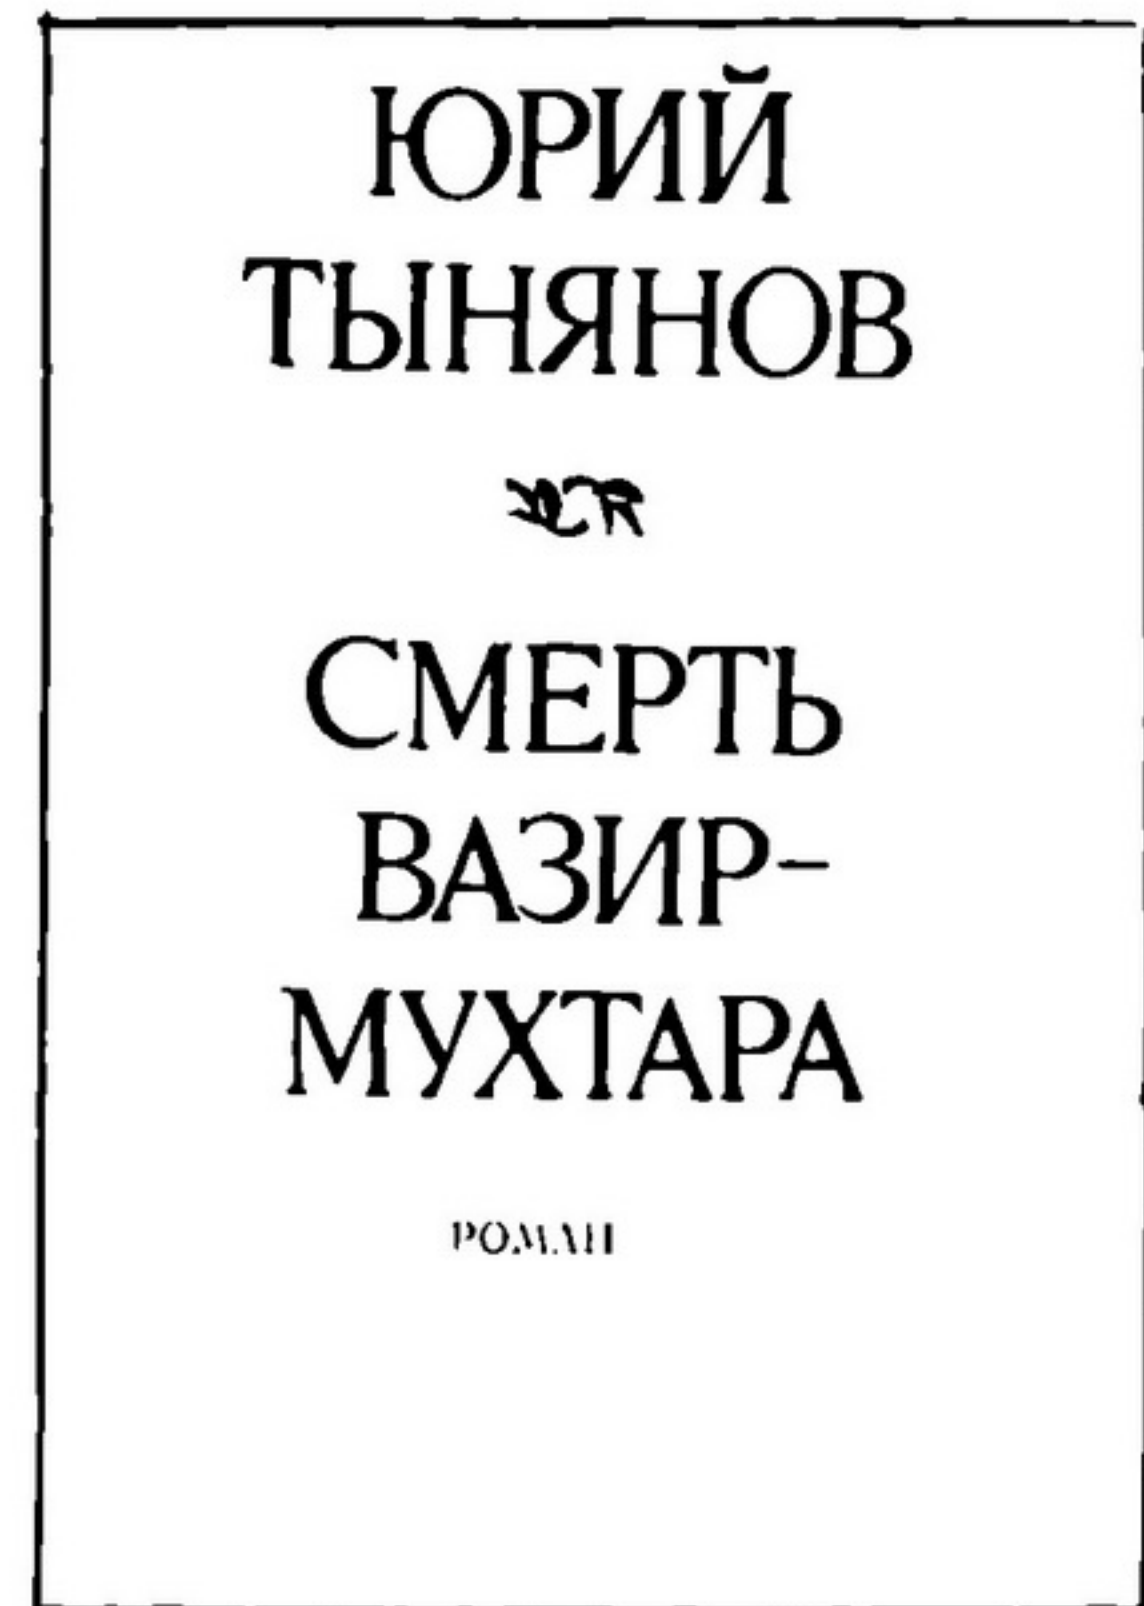 ЮРИЙ
ТЫНЯНОВ
СМЕРТЬ
ВАЗИР-
МУХТАРА
РОМАН